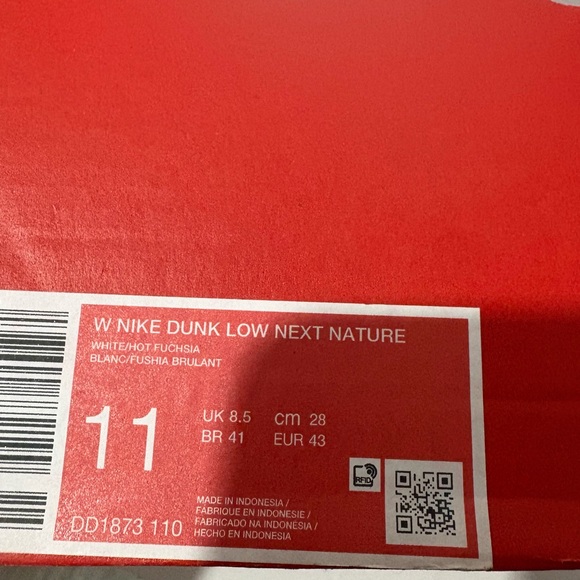 W NIKE DUNK LOW NEXT NATURE
WHITE/HOT FUCHSIA
BLANC/FUSHIA BRULANT
11
UK 8.5 cm 28
BR 41 EUR 43
RFID
DD1873 110
MADE IN INDONESIA /
FABRIQUE EN INDONESIE /
FABRICADO NA INDONÉSIA /
HECHO EN INDONESIA